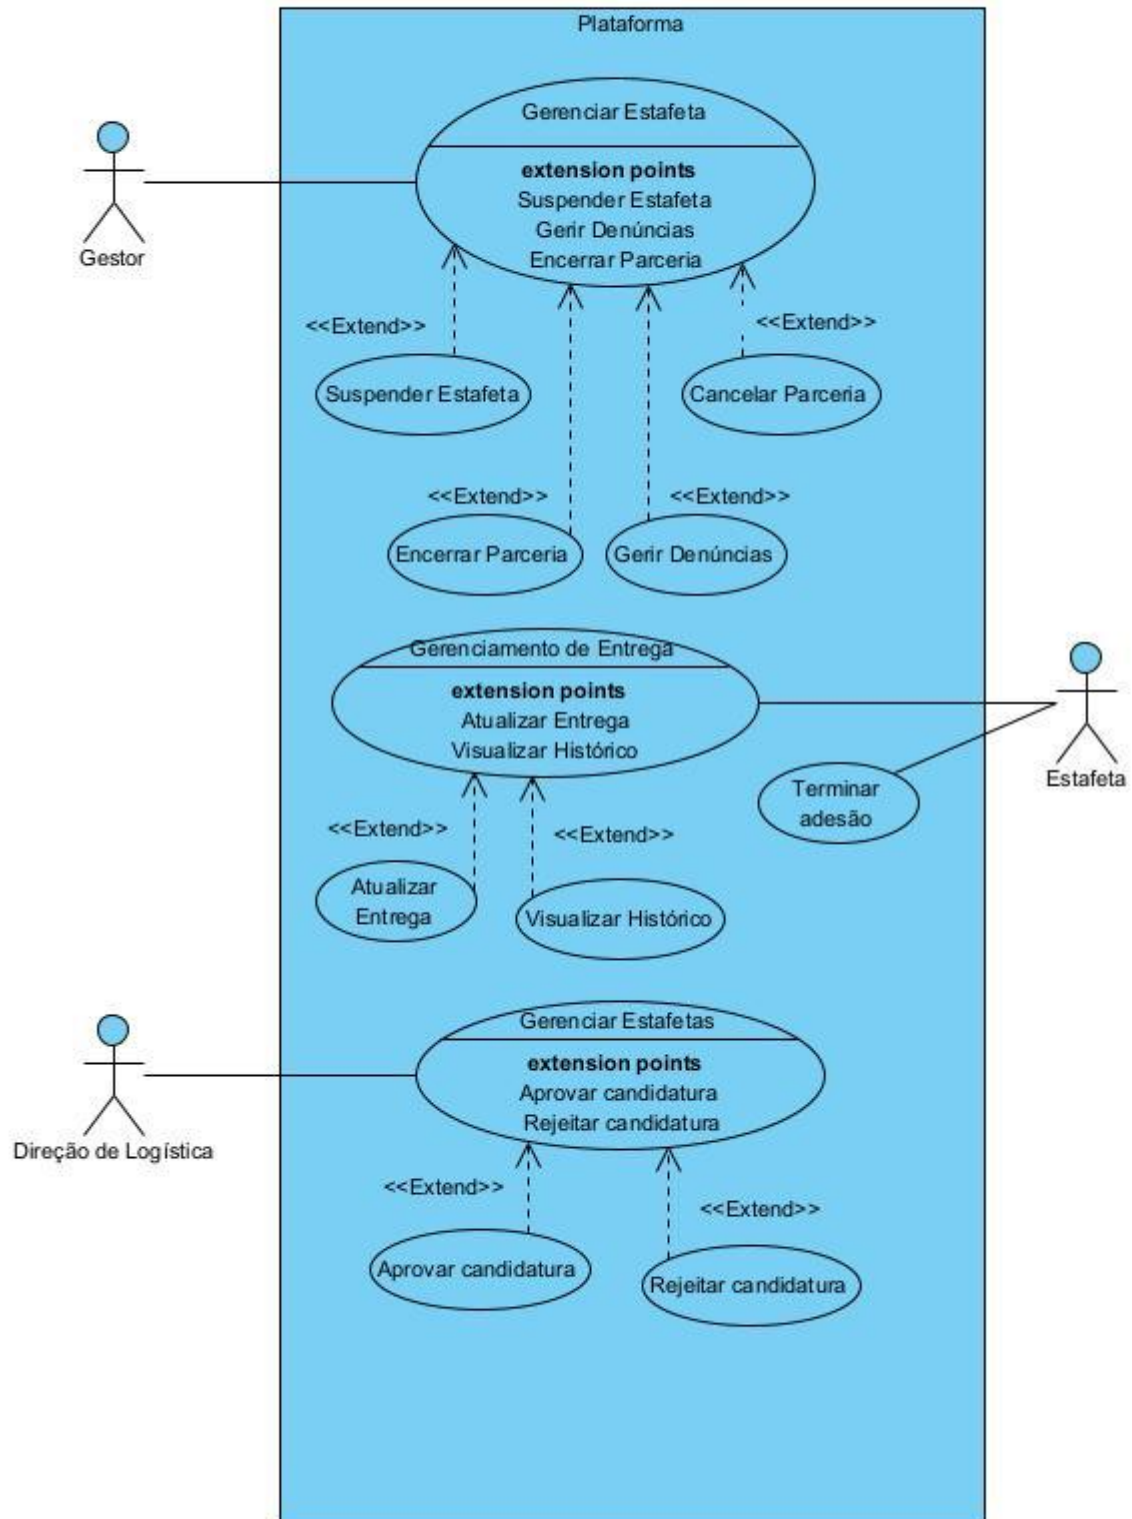 Plataforma
Gerenciar Estafeta
extension points
Suspender Estafeta
Gerir Denúncias
Encerrar Parceria
Gestor
<<Extend>>
<<Extend>>
Suspender Estafeta
Cancelar Parceria
<<Extend>>
<<Extend>>
Encerrar Parceria
Gerir Denúncias
Gerenciamento de Entrega
extension points
Atualizar Entrega
Visualizar Histórico
Estafeta
Terminar
adesão
<<Extend>>
<<Extend>>
Atualizar
Entrega
Visualizar Histórico
Gerenciar Estafetas
extension points
Aprovar candidatura
Rejeitar candidatura
Direção de Logística
<<Extend>>
<<Extend>>
Aprovar candidatura
Rejeitar candidatura